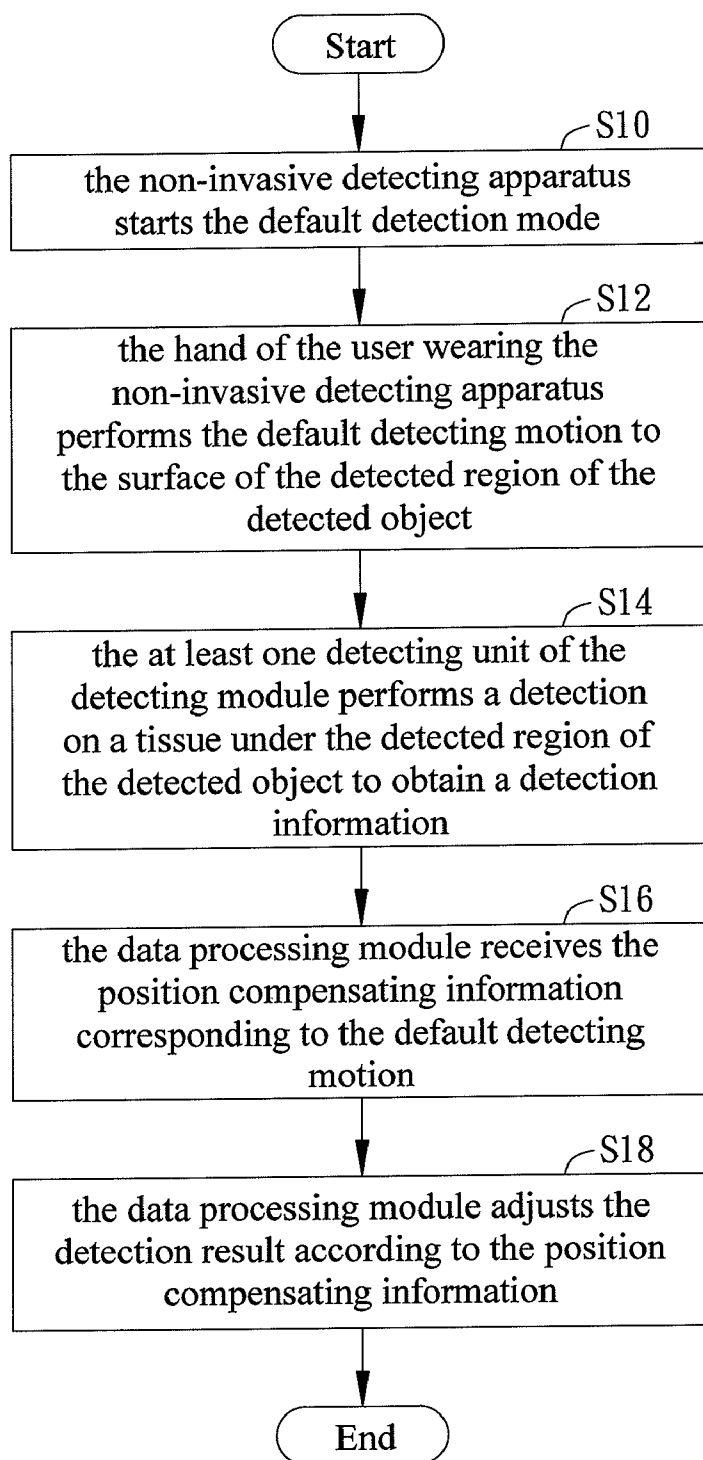 Start
S10
the non-invasive detecting apparatus
starts the default detection mode
S12
the hand of the user wearing the
non-invasive detecting apparatus
performs the default detecting motion to
the surface of the detected region of the
detected object
S14
the at least one detecting unit of the
detecting module performs a detection
on a tissue under the detected region of
the detected object to obtain a detection
information
S16
the data processing module receives the
position compensating information
corresponding to the default detecting
motion
S18
the data processing module adjusts the
detection result according to the position
compensating information
End